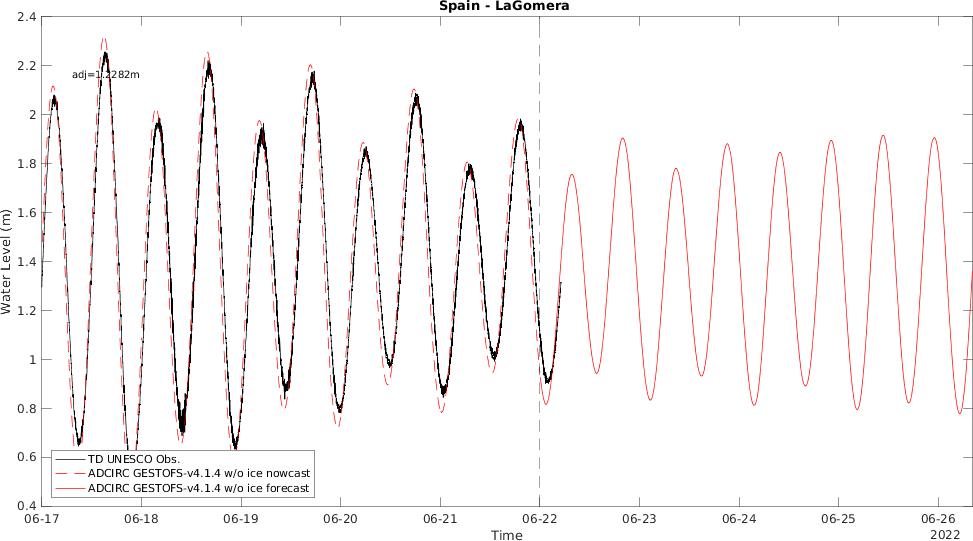 Spain - LaGomera
2.4
2.2
2
1.8
1.6
1.4
1.2
1
0.8
0.6
0.4
Water Level (m)
adj=1.2282m
TD UNESCO Obs.
ADCIRC GESTOFS-v4.1.4 w/o ice nowcast
ADCIRC GESTOFS-v4.1.4 w/o ice forecast
06-17 06-18 06-19 06-20 06-21 06-22 06-23 06-24 06-25 06-26
Time
2022